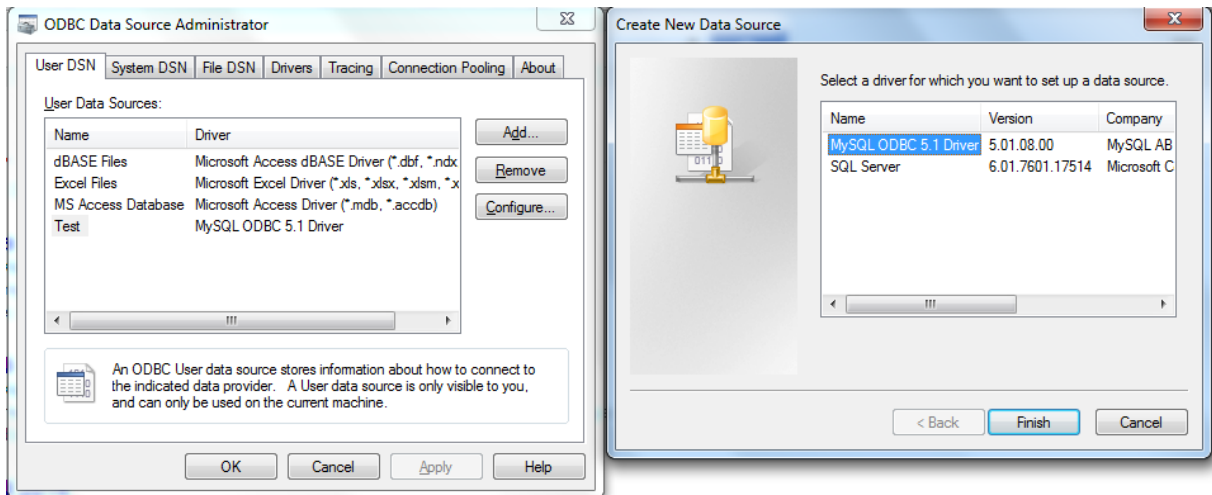 ODBC Data Source Administrator
User DSN System DSN File DSN Drivers Tracing Connection Pooling About
User Data Sources:
Name Driver
dBASE Files Microsoft Access dBASE Driver (*.dbf, *.ndx
Excel Files Microsoft Excel Driver (*.xls, *.xlsx, *.xlsm, *.x
MS Access Database Microsoft Access Driver (*.mdb, *.accdb)
Test MySQL ODBC 5.1 Driver
Add...
Remove
Configure...
An ODBC User data source stores information about how to connect to
the indicated data provider. A User data source is only visible to you,
and can only be used on the current machine.
OK Cancel Apply Help
Create New Data Source
Select a driver for which you want to set up a data source.
Name Version Company
MySQL ODBC 5.1 Driver 5.01.08.00 MySQL AB
SQL Server 6.01.7601.17514 Microsoft C
< Back Finish Cancel